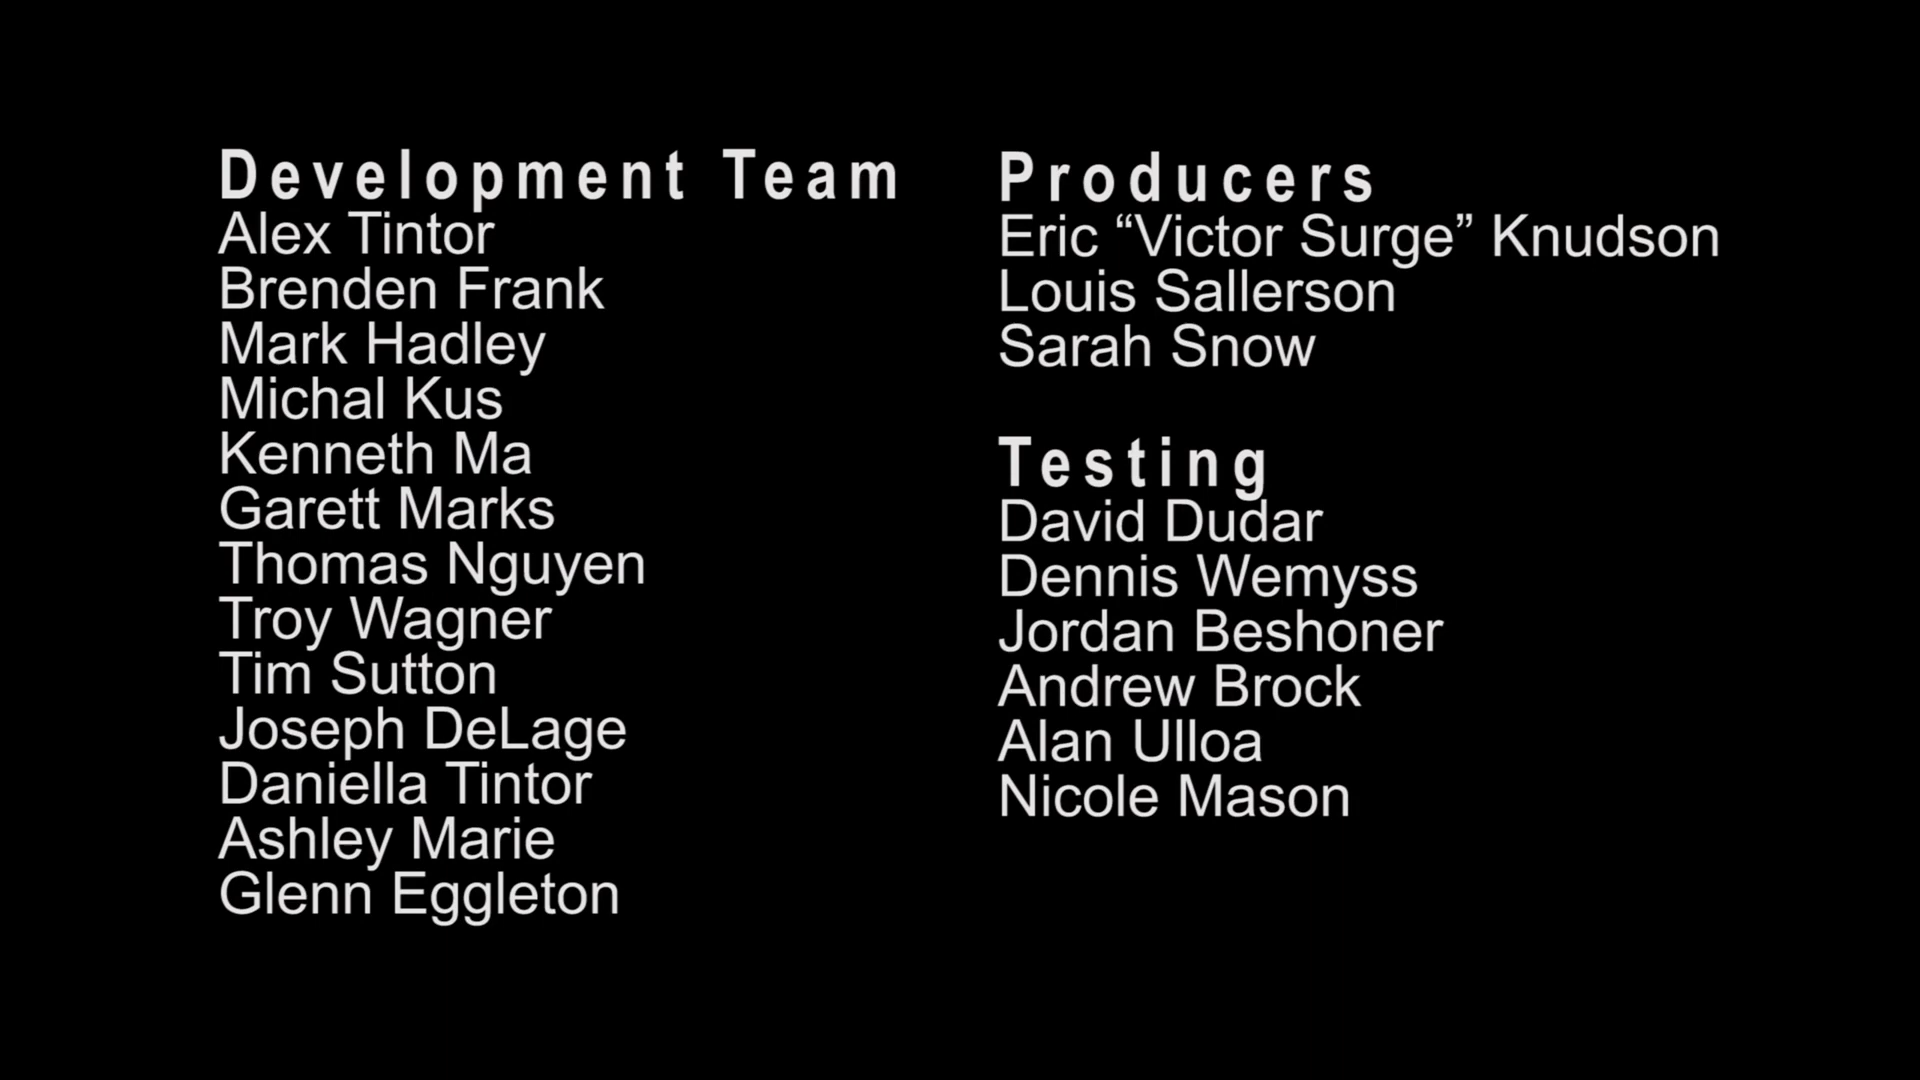 Development Team
Alex Tintor
Brenden Frank
Mark Hadley
Michal Kus
Kenneth Ma
Garett Marks
Thomas Nguyen
Troy Wagner
Tim Sutton
Joseph DeLage
Daniella Tintor
Ashley Marie
Glenn Eggleton
Producers
Eric “Victor Surge” Knudson
Louis Sallerson
Sarah Snow
Testing
David Dudar
Dennis Wemyss
Jordan Beshoner
Andrew Brock
Alan Ulloa
Nicole Mason